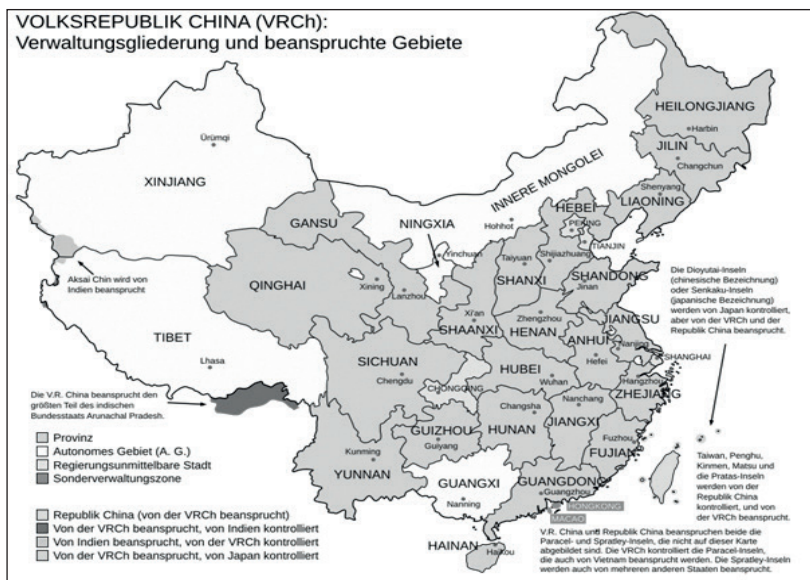 VOLKSREPUBLIK CHINA (VRCh):
Verwaltungsgliederung und beanspruchte Gebiete
HEILONGJIANG
Harbin
JILIN
Changchun
Ürümqi
XINJIANG
INNERE MONGOLEI
Shenyang
LIAONING
GANSU
NINGXIA
Hohhot
HEBEI
PEKING
TIANJIN
Yinchuan
Taiyuan
Shijiazhuang
Aksai Chin wird von
Indien beansprucht
QINGHAI
Xining
Lanzhou
SHANXI
SHANDONG
Jinan
Die Dioyutai-Inseln
(chinesische Bezeichnung)
oder Senkaku-Inseln
(japanische Bezeichnung)
werden von Japan kontrolliert,
aber von der VRCh und der
Republik China beansprucht.
Xi'an
SHAANXI
Zhengzhou
HENAN
JIANGSU
ANHUI
Nanjing
Hefei
SHANGHAI
TIBET
Lhasa
SICHUAN
Chengdu
CHONGQING
HUBEI
Wuhan
Hangzhou
ZHEJIANG
Die V.R. China beansprucht den
größten Teil des indischen
Bundesstaats Arunachal Pradesh.
Changsha
HUNAN
Nanchang
JIANGXI
GUIZHOU
Guiyang
Fuzhou
FUJIAN
Taiwan, Penghu,
Kinmen, Matsu und
die Pratas-Inseln
werden von der
Republik China
kontrolliert, und von
der VRCh beansprucht.
Kunming
YUNNAN
GUANGXI
Nanning
GUANGDONG
Guangzhou
HONGKONG
MACAO
HAINAN
Haikou
Provinz
Autonomes Gebiet (A. G.)
Regierungsunmittelbare Stadt
Sonderverwaltungszone
Republik China (von der VRCh beansprucht)
Von der VRCh beansprucht, von Indien kontrolliert
Von Indien beansprucht, von der VRCh kontrolliert
Von der VRCh beansprucht, von Japan kontrolliert
V.R. China und Republik China beanspruchen beide die
Paracel- und Spratley-Inseln, die nicht auf dieser Karte
abgebildet sind. Die VRCh kontrolliert die Paracel-Inseln,
die auch von Vietnam beansprucht werden. Die Spratley-Inseln
werden auch von mehreren anderen Staaten beansprucht.